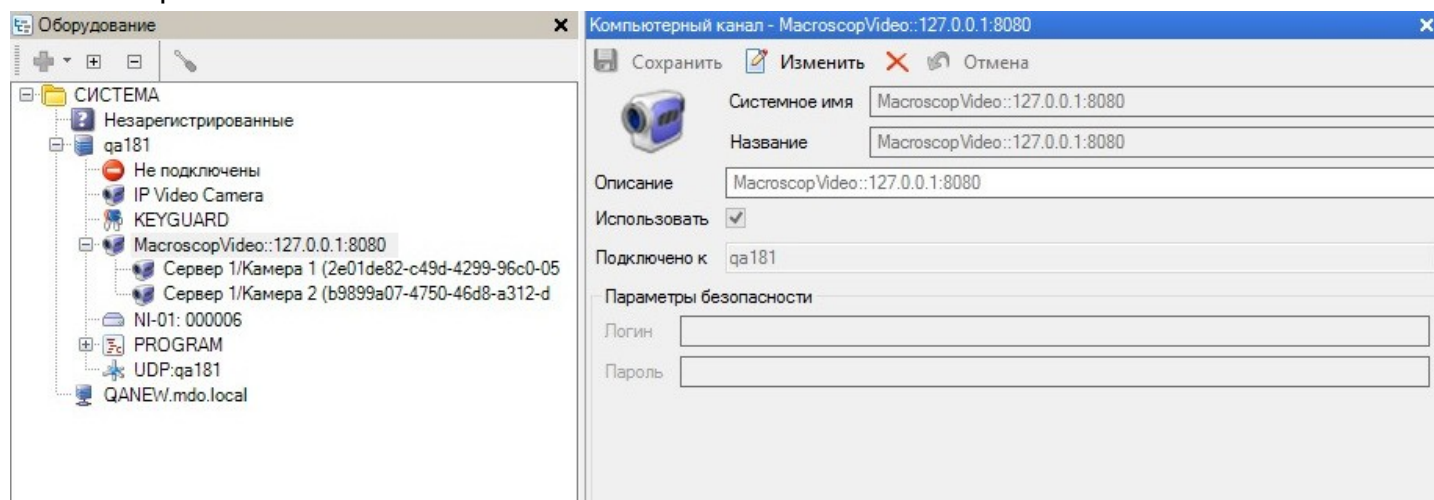 Оборудование
СИСТЕМА
Незарегистрированные
qa181
Не подключены
IP Video Camera
KEYGUARD
MacroscopVideo::127.0.0.1:8080
Сервер 1/Камера 1 (2e01de82-c49d-4299-96c0-05
Сервер 1/Камера 2 (b9899a07-4750-46d8-a312-d
NI-01: 000006
PROGRAM
UDP:qa181
QANEW.mdo.local
Компьютерный канал - MacroscopVideo::127.0.0.1:8080
Сохранить Изменить Отмена
Системное имя MacroscopVideo::127.0.0.1:8080
Название MacroscopVideo::127.0.0.1:8080
Описание MacroscopVideo::127.0.0.1:8080
Использовать
Подключено к qa181
Параметры безопасности
Логин
Пароль